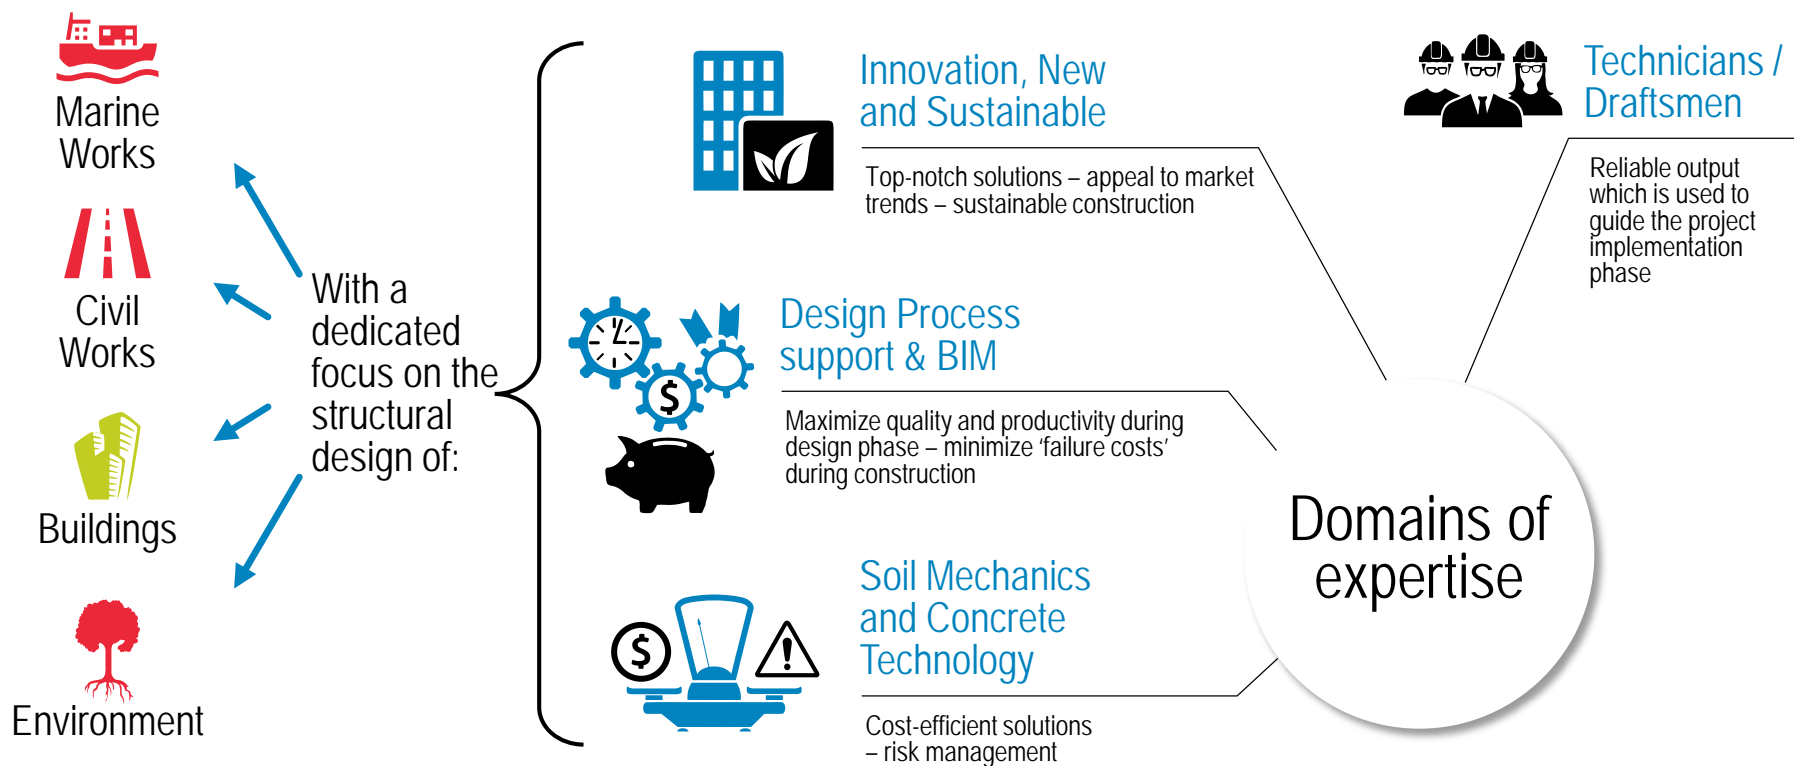 Marine
Works
Civil
Works
Buildings
Environment
With a
dedicated
focus on the
structural
design of:
Innovation, New
and Sustainable
Top-notch solutions – appeal to market
trends – sustainable construction
Design Process
support & BIM
$
Maximize quality and productivity during
design phase – minimize ‘failure costs’
during construction
Soil Mechanics
and Concrete
Technology
$
!
Cost-efficient solutions
– risk management
Technicians /
Draftsmen
Reliable output
which is used to
guide the project
implementation
phase
Domains of
expertise